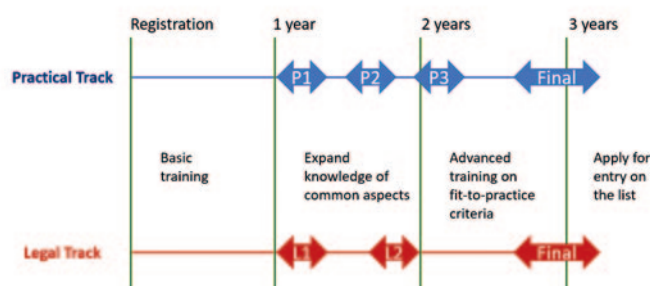 Registration
1 year
2 years
3 years
Practical Track
P1
P2
P3
Final
Basic
training
Expand
knowledge of
common aspects
Advanced
training on
fit-to-practice
criteria
Apply for
entry on
the list
Legal Track
L1
L2
Final